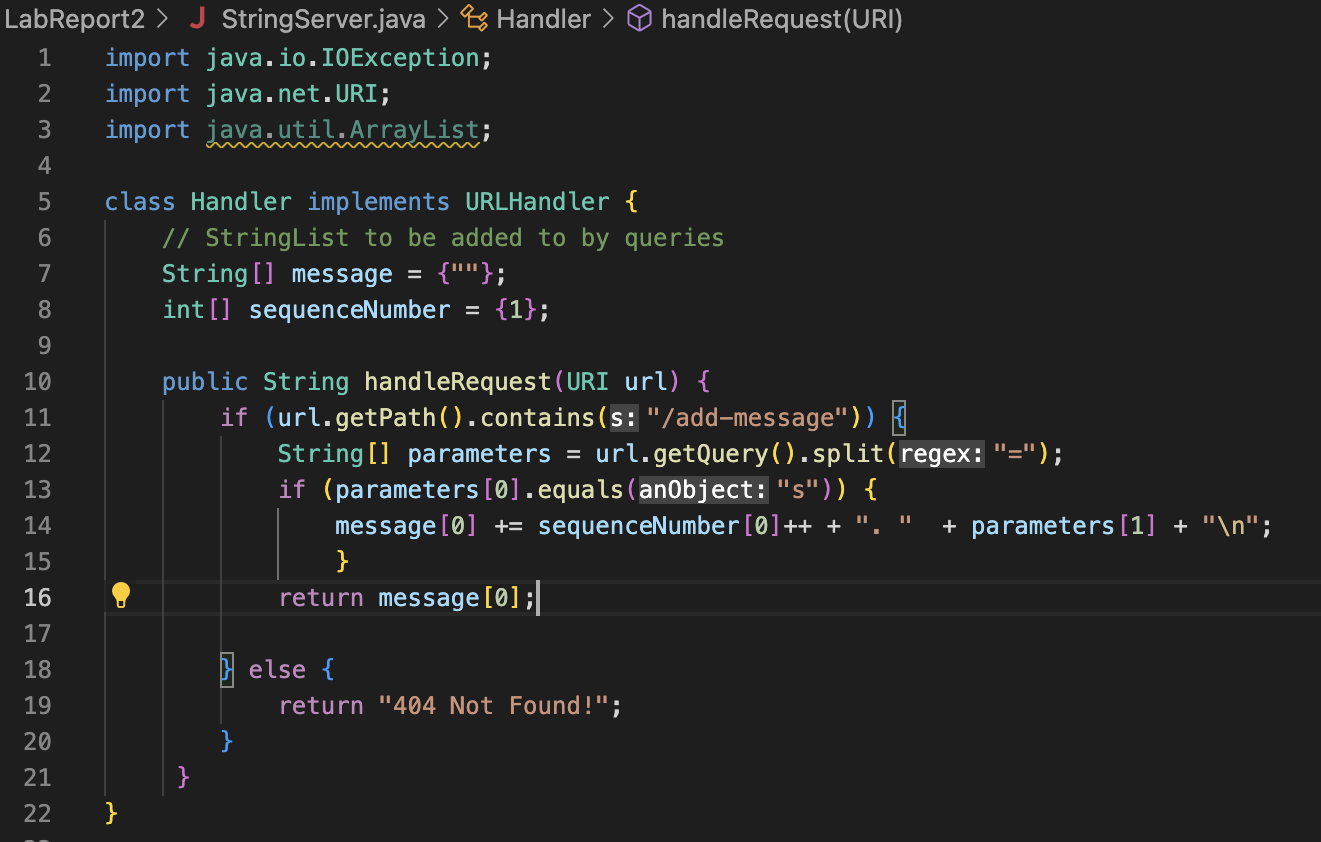 LabReport2 > J StringServer.java > Handler > handleRequest(URI)
1 import java.io.IOException;
2 import java.net.URI;
3 import java.util.ArrayList;
4
5 class Handler implements URLHandler {
6     // StringList to be added to by queries
7     String[] message = {""};
8     int[] sequenceNumber = {1};
9
10     public String handleRequest(URI url) {
11         if (url.getPath().contains(s: "/add-message")) {
12             String[] parameters = url.getQuery().split(regex: "=");
13             if (parameters[0].equals(anObject: "s")) {
14                 message[0] += sequenceNumber[0]++ + ". "  + parameters[1] + "\n";
15                 }
16             return message[0];
17
18         } else {
19             return "404 Not Found!";
20         }
21      }
22 }